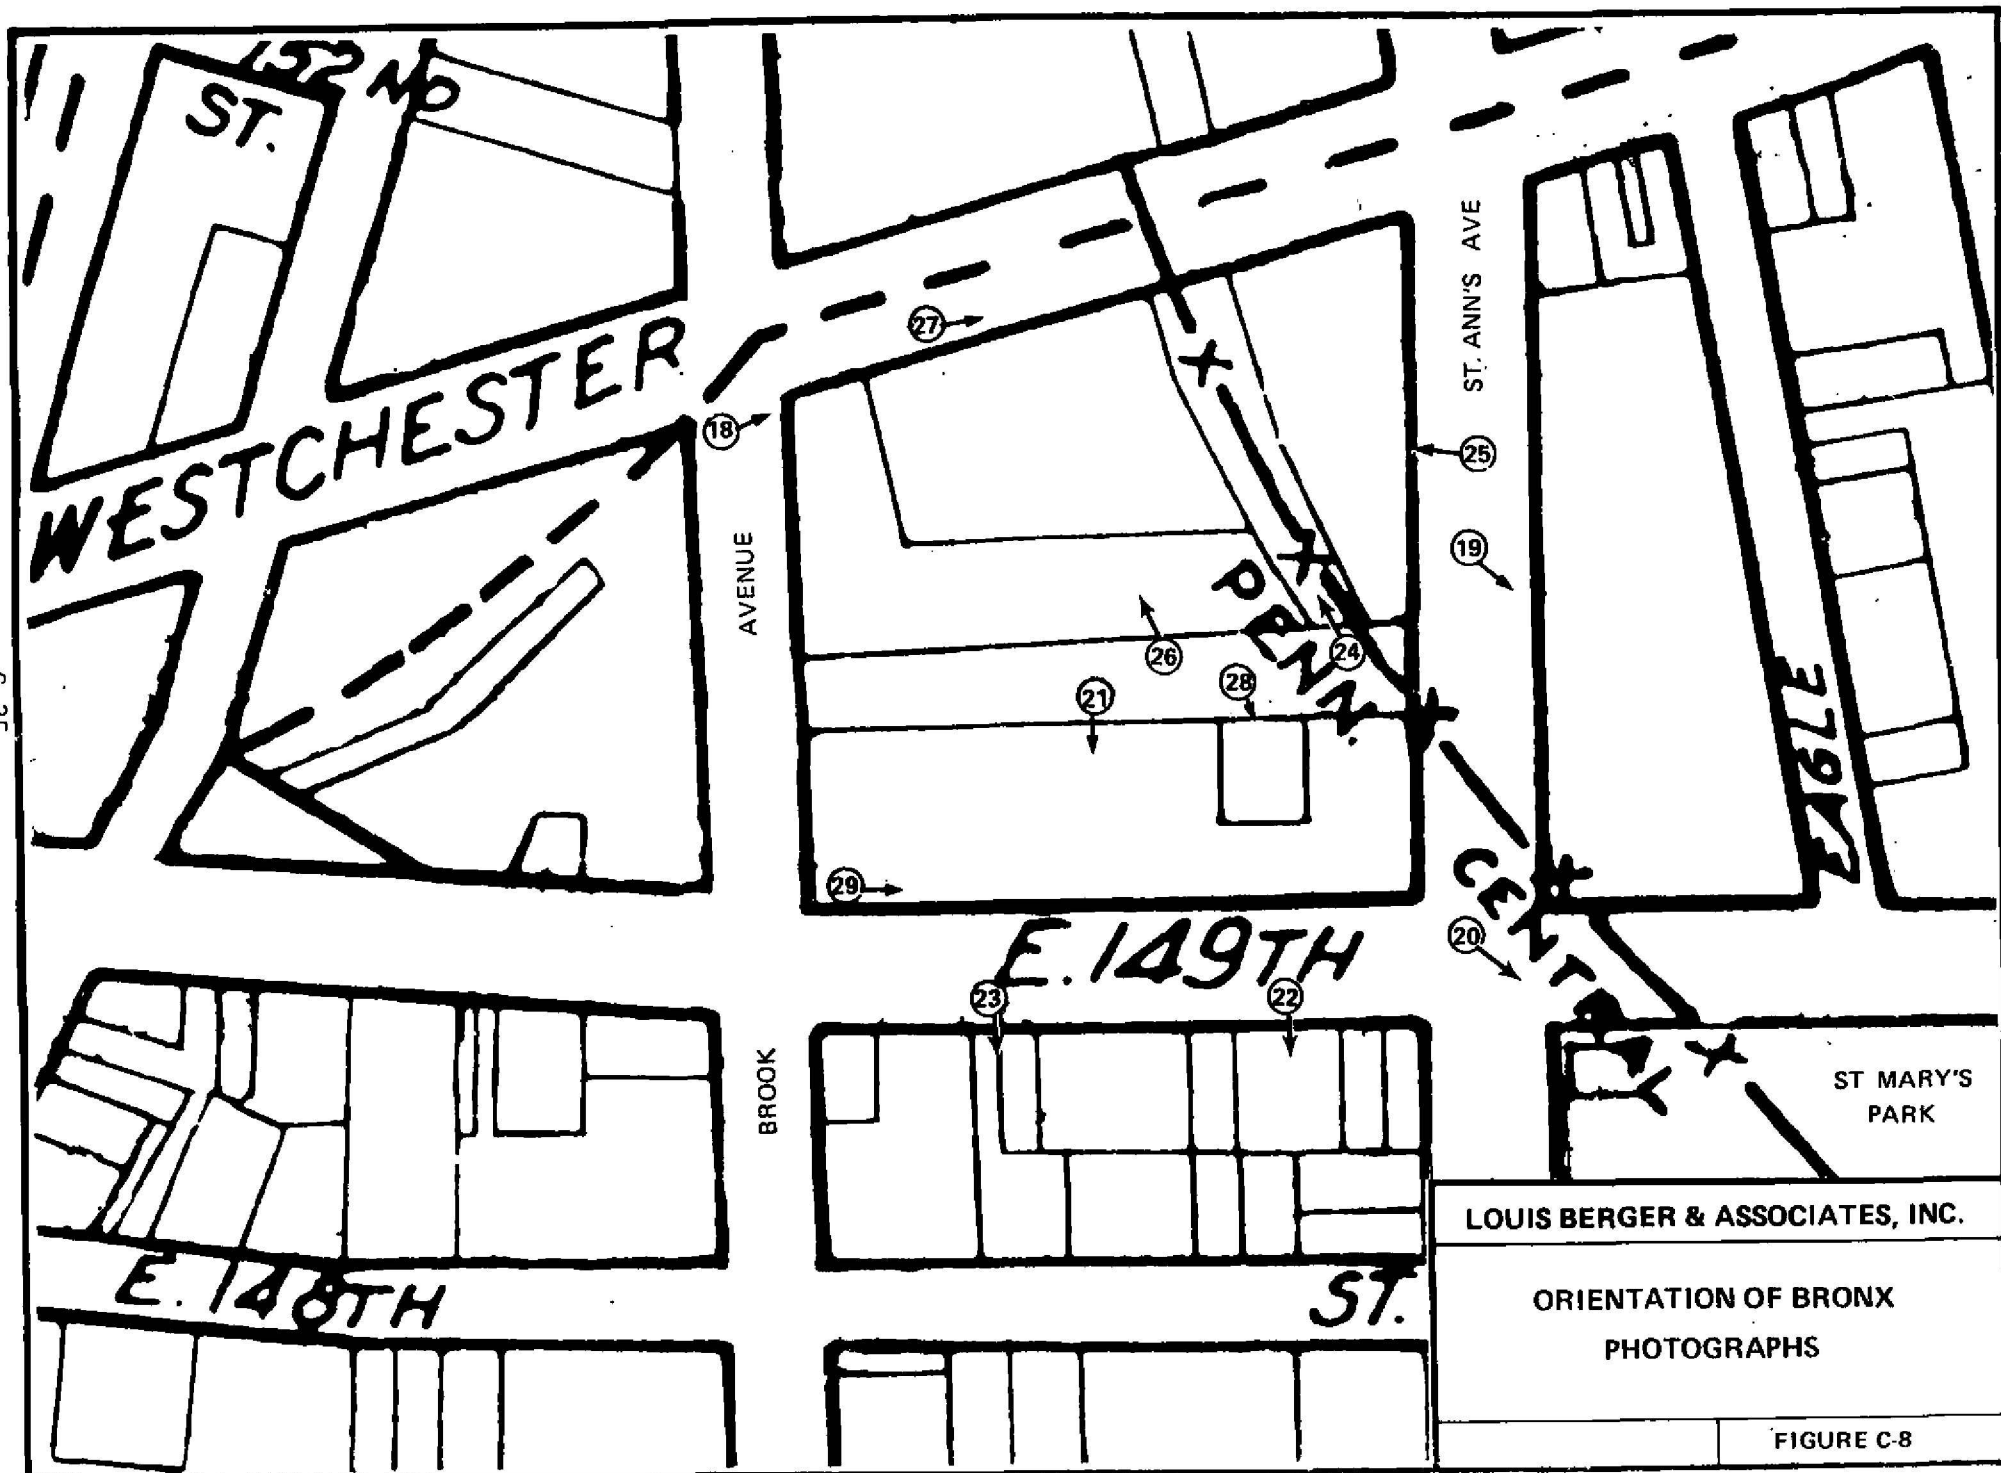 152 ND
ST.
WESTCHESTER
27
18
ST. ANN'S AVE
25
19
AVENUE
PENN.
26
24
28
21
EAGLE
29
CENTRAL
20
E. 149TH
23
22
BROOK
ST MARY'S
PARK
E. 148TH
ST.
LOUIS BERGER & ASSOCIATES, INC.
ORIENTATION OF BRONX
PHOTOGRAPHS
FIGURE C-8